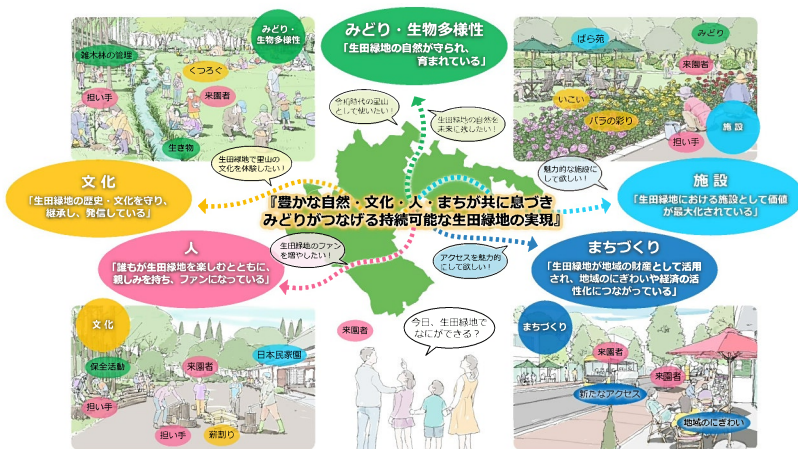 みどり・生物多様性
「生田緑地の自然が守られ、
育まれている」
みどり・
生物多様性
雑木林の管理
くつろぐ
担い手
来園者
生き物
ばら苑
みどり
来園者
いこい
バラの彩り
担い手
施設
令和時代の里山
として使いたい！
生田緑地の自然を
未来に残したい！
生田緑地で里山の
文化を体験したい！
魅力的な施設に
して欲しい！
文化
「生田緑地の歴史・文化を守り、
継承し、発信している」
施設
「生田緑地における施設として価値
が最大化されている」
『豊かな自然・文化・人・まちが共に息づき
みどりがつなげる持続可能な生田緑地の実現』
人
「誰もが生田緑地を楽しむとともに、
親しみを持ち、ファンになっている」
生田緑地のファン
を増やしたい！
アクセスを魅力的
にして欲しい！
まちづくり
「生田緑地が地域の財産として活用
され、地域のにぎわいや経済の活
性化につながっている」
文化
日本民家園
保全活動
来園者
担い手
担い手
薪割り
来園者
今日、生田緑地で
なにができる？
まちづくり
来園者
来園者
新たなアクセス
地域のにぎわい